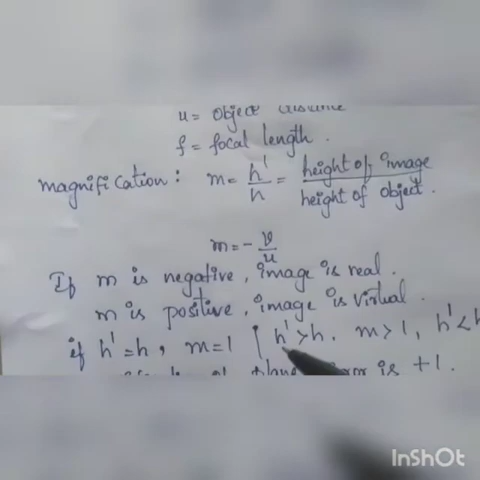 u = object distance
f = focal length.
magnification: m = h'/h = height of image / height of object.
m = - v/u
If m is negative, image is real.
m is positive, image is virtual.
if h' = h, m = 1 | h' > h. m > 1, h' < h
is +1.
InShOt